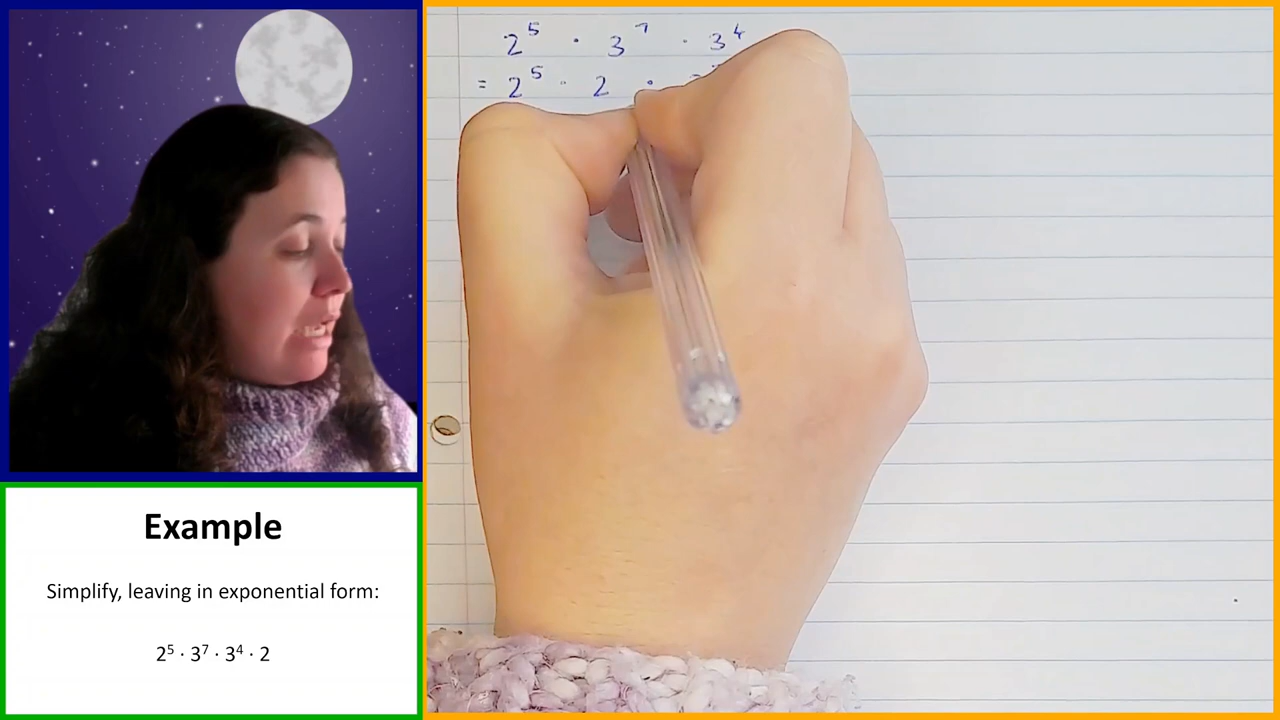 2⁵ · 3⁷ · 3⁴
= 2⁵ · 2 ·
Example
Simplify, leaving in exponential form:
2⁵ · 3⁷ · 3⁴ · 2